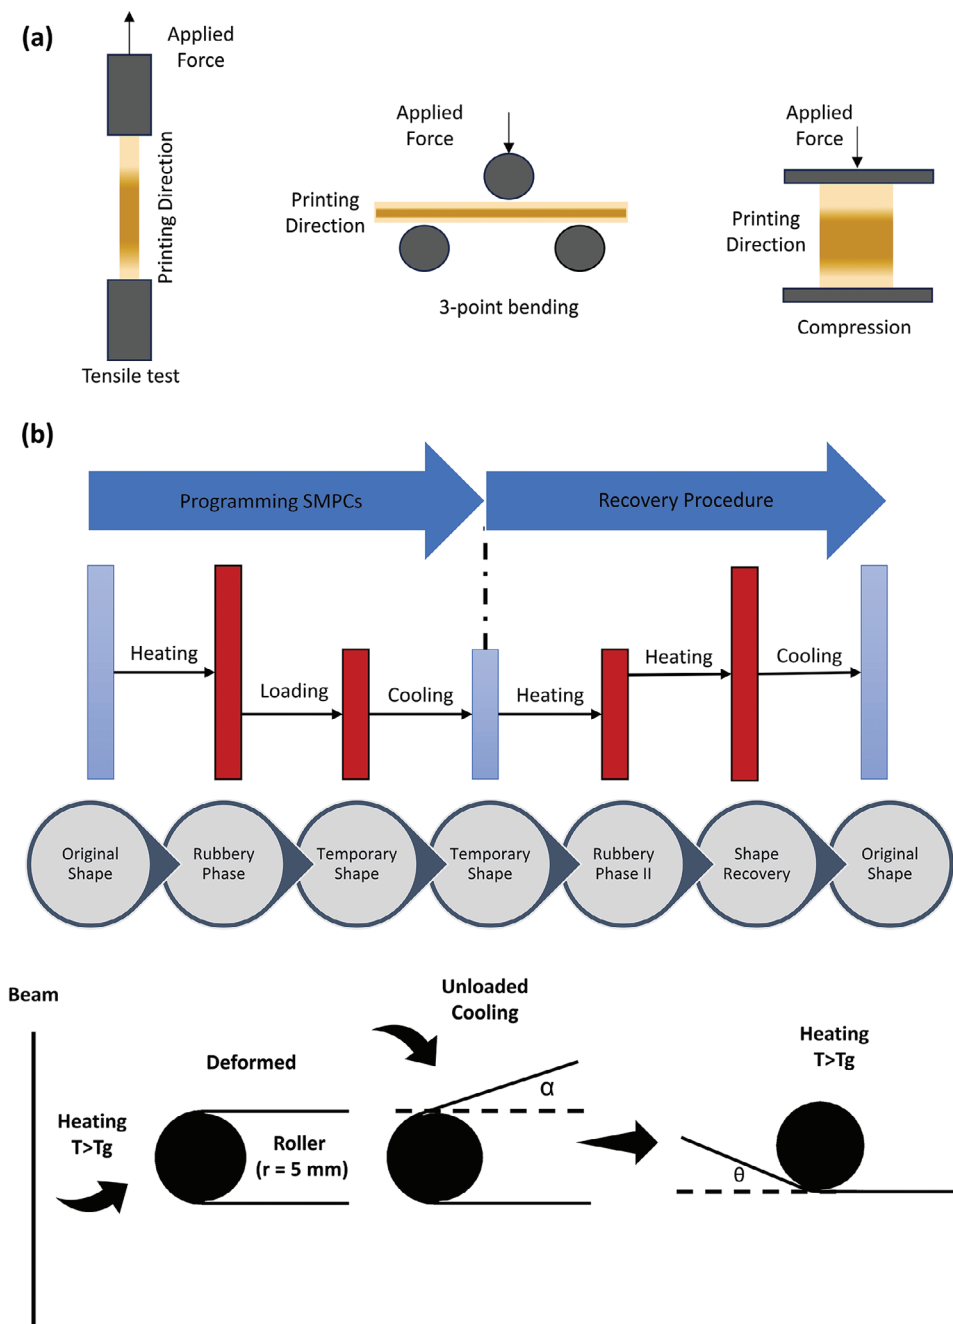 (a)
Applied
Force
Printing Direction
Tensile test
Applied
Force
Printing
Direction
3-point bending
Applied
Force
Printing
Direction
Compression
(b)
Programming SMPCs
Recovery Procedure
Heating
Loading
Cooling
Heating
Heating
Cooling
Original
Shape
Rubbery
Phase
Temporary
Shape
Temporary
Shape
Rubbery
Phase II
Shape
Recovery
Original
Shape
Beam
Heating
T>Tg
Deformed
Roller
(r = 5 mm)
Unloaded
Cooling
α
Heating
T>Tg
θ